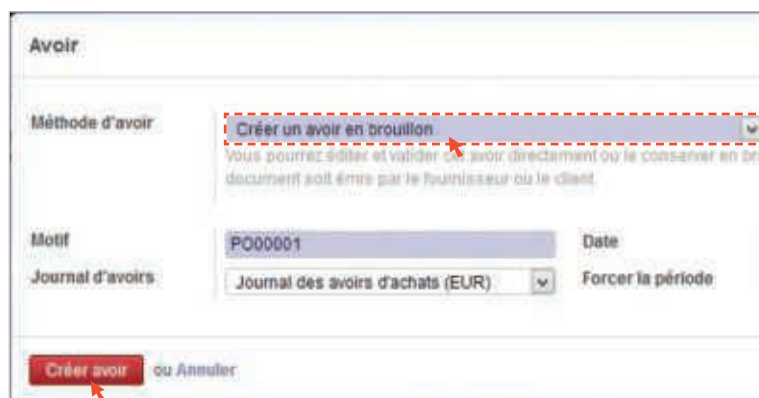 Avoir
Méthode d'avoir
Créer un avoir en brouillon
Vous pourrez éditer et valider cet avoir directement ou le conserver en
document soit émis par le fournisseur ou le client
Motif PO00001 Date
Journal d'avoirs Journal des avoirs d'achats (EUR) Forcer la période
Créer avoir ou Annuler